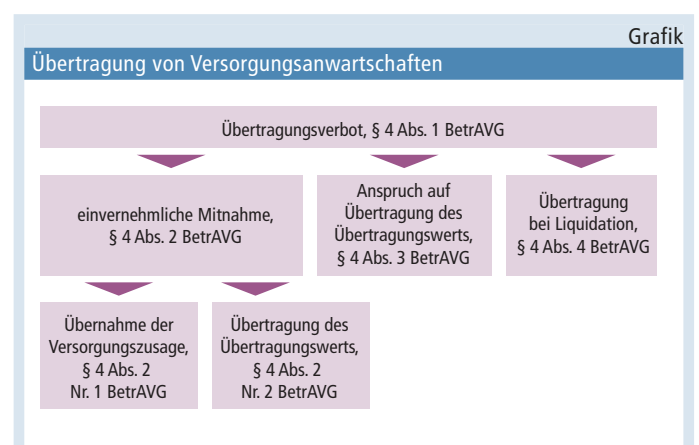 Grafik
Übertragung von Versorgungsanwartschaften
Übertragungsverbot, § 4 Abs. 1 BetrAVG
einvernehmliche Mitnahme,
§ 4 Abs. 2 BetrAVG
Anspruch auf
Übertragung des
Übertragungswerts,
§ 4 Abs. 3 BetrAVG
Übertragung
bei Liquidation,
§ 4 Abs. 4 BetrAVG
Übernahme der
Versorgungszusage,
§ 4 Abs. 2
Nr. 1 BetrAVG
Übertragung des
Übertragungswerts,
§ 4 Abs. 2
Nr. 2 BetrAVG